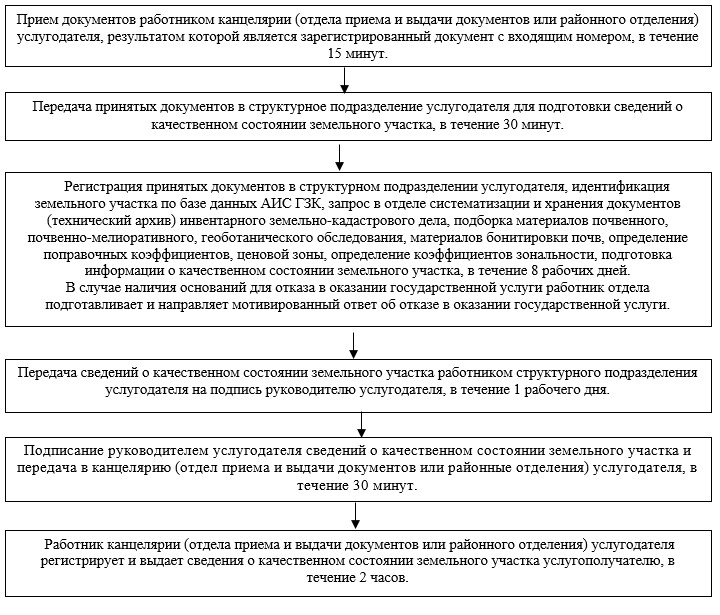 Прием документов работником канцелярии (отдела приема и выдачи документов или районного отделения)
услугодателя, результатом которой является зарегистрированный документ с входящим номером, в течение
15 минут.
Передача принятых документов в структурное подразделение услугодателя для подготовки сведений о
качественном состоянии земельного участка, в течение 30 минут.
Регистрация принятых документов в структурном подразделении услугодателя, идентификация
земельного участка по базе данных АИС ГЗК, запрос в отделе систематизации и хранения документов
(технический архив) инвентарного земельно-кадастрового дела, подборка материалов почвенного,
почвенно-мелиоративного, геоботанического обследования, материалов бонитировки почв, определение
поправочных коэффициентов, ценовой зоны, определение коэффициентов зональности, подготовка
информации о качественном состоянии земельного участка, в течение 8 рабочих дней.
В случае наличия оснований для отказа в оказании государственной услуги работник отдела
подготавливает и направляет мотивированный ответ об отказе в оказании государственной услуги.
Передача сведений о качественном состоянии земельного участка работником структурного подразделения
услугодателя на подпись руководителю услугодателя, в течение 1 рабочего дня.
Подписание руководителем услугодателя сведений о качественном состоянии земельного участка и
передача в канцелярию (отдел приема и выдачи документов или районные отделения) услугодателя, в
течение 30 минут.
Работник канцелярии (отдела приема и выдачи документов или районного отделения) услугодателя
регистрирует и выдает сведения о качественном состоянии земельного участка услугополучателю, в
течение 2 часов.